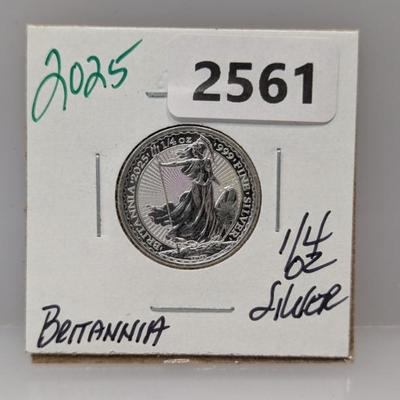 2025
2561
BRITANNIA · 2025 · 1/4 oz · 999 FINE SILVER
1/4
oz
SILVER
BRITANNIA